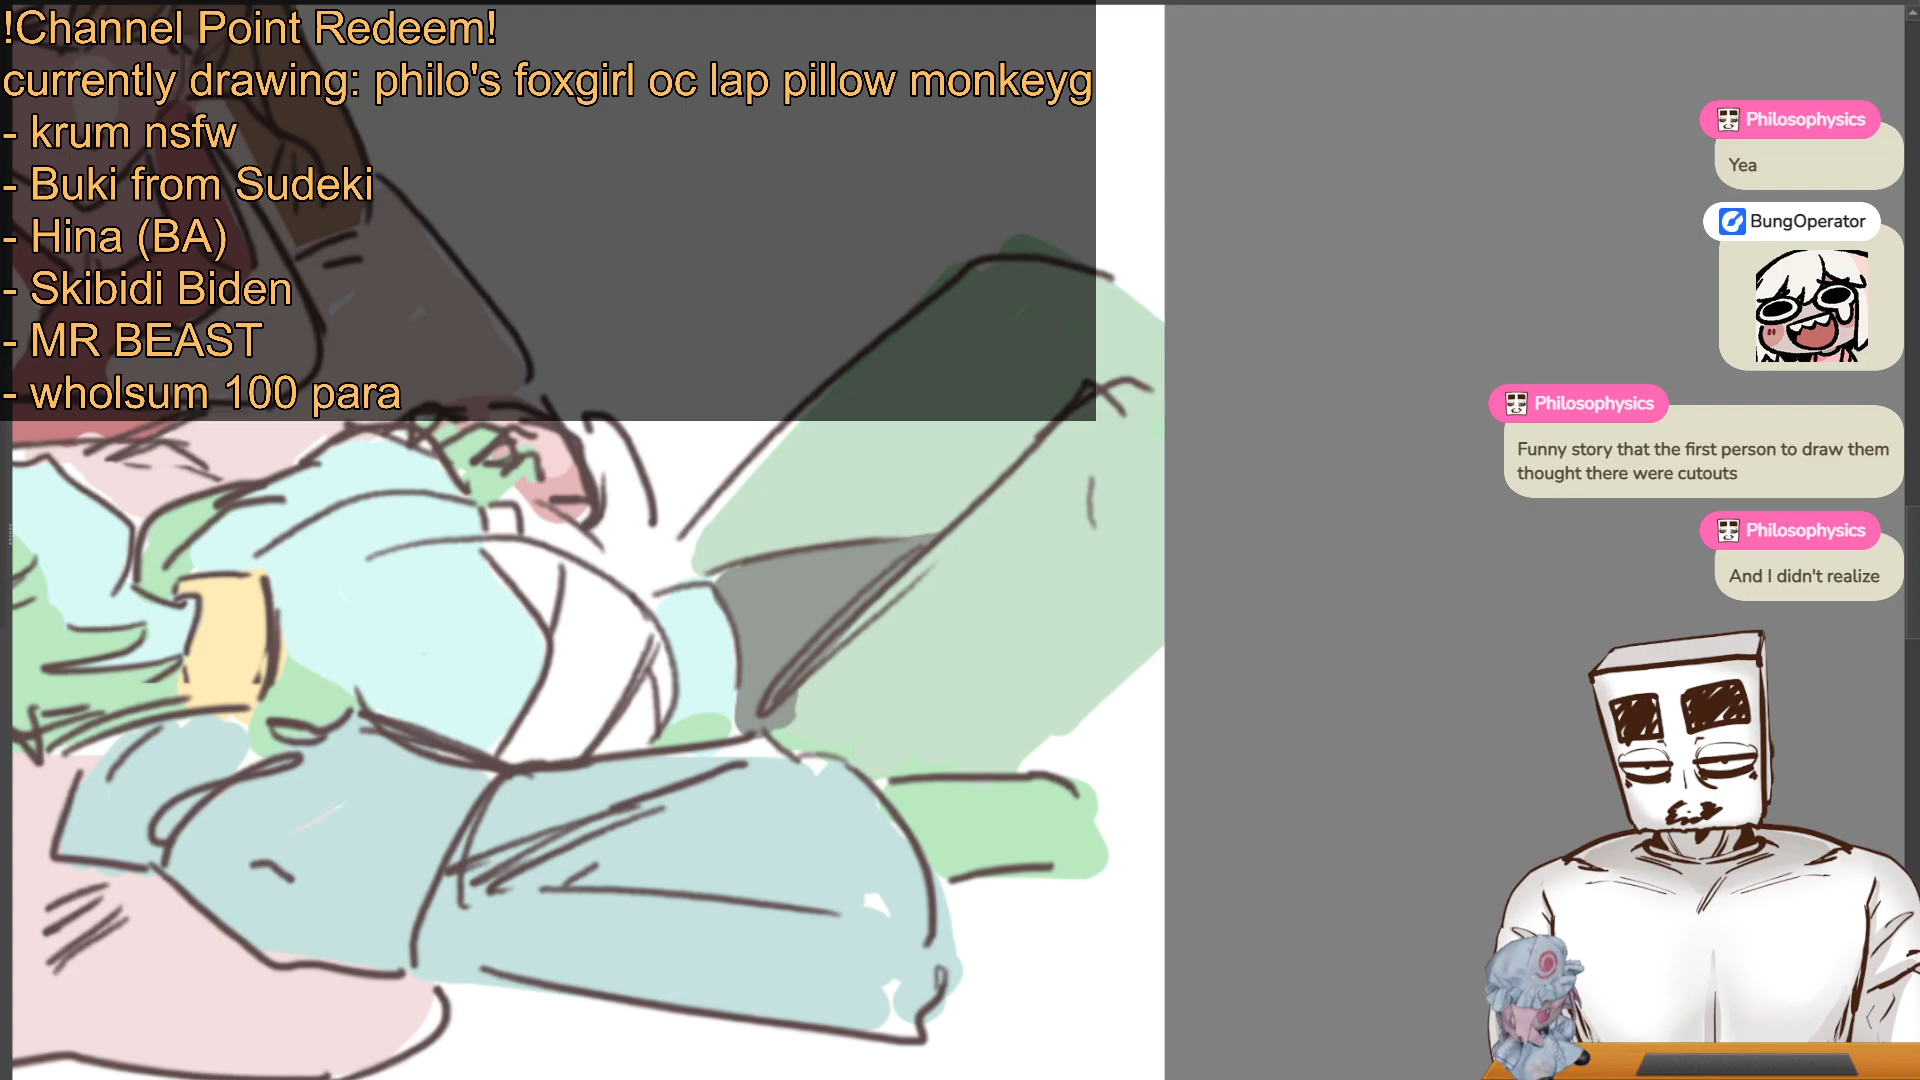 !Channel Point Redeem!
currently drawing: philo's foxgirl oc lap pillow monkeyg
- krum nsfw
- Buki from Sudeki
- Hina (BA)
- Skibidi Biden
- MR BEAST
- wholsum 100 para
Philosophysics
Yea
BungOperator
Philosophysics
Funny story that the first person to draw them
thought there were cutouts
Philosophysics
And I didn't realize